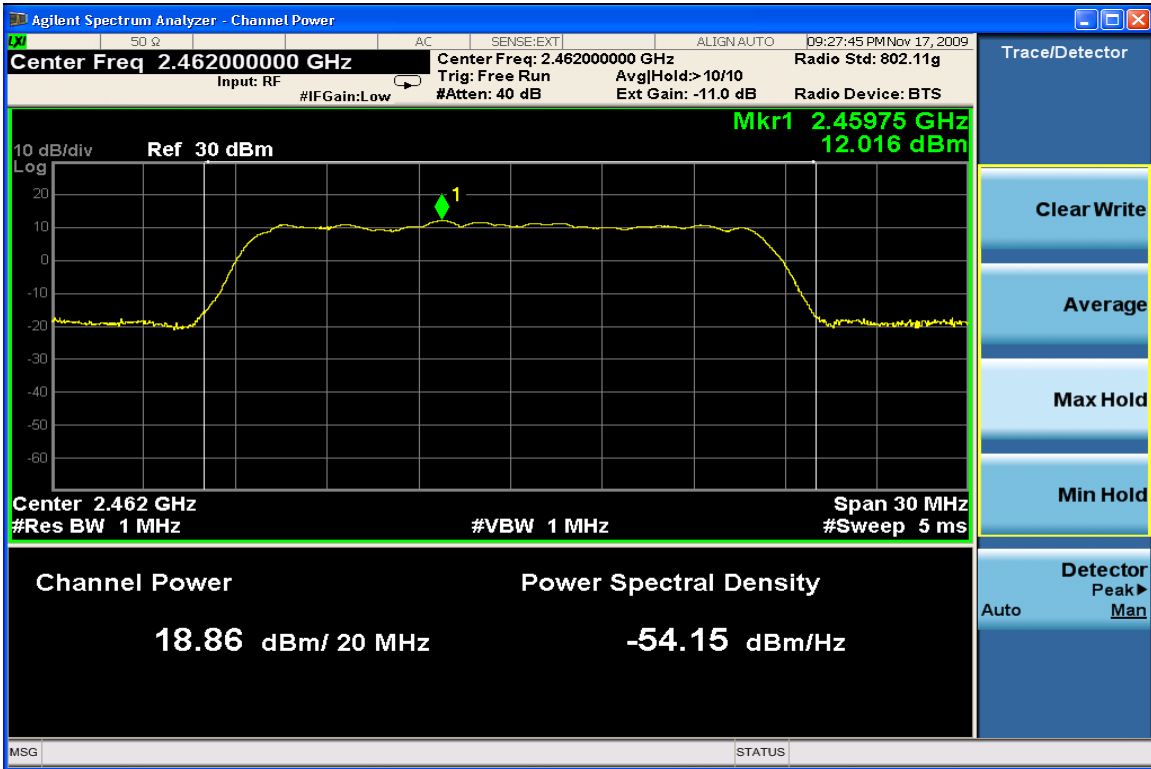 Agilent Spectrum Analyzer - Channel Power
LXI 50 Ω AC SENSE:EXT ALIGN AUTO 09:27:45 PM Nov 17, 2009
Center Freq 2.462000000 GHz
Input: RF
#IFGain:Low
Center Freq: 2.462000000 GHz
Trig: Free Run Avg|Hold:> 10/10
#Atten: 40 dB Ext Gain: -11.0 dB
Radio Std: 802.11g
Radio Device: BTS
Mkr1 2.45975 GHz
12.016 dBm
10 dB/div Ref 30 dBm
Log
20
10
0
-10
-20
-30
-40
-50
-60
1
Center 2.462 GHz Span 30 MHz
#Res BW 1 MHz #VBW 1 MHz #Sweep 5 ms
Channel Power Power Spectral Density
18.86 dBm/ 20 MHz -54.15 dBm/Hz
MSG STATUS
Trace/Detector
Clear Write
Average
Max Hold
Min Hold
Detector
Peak▶
Auto Man